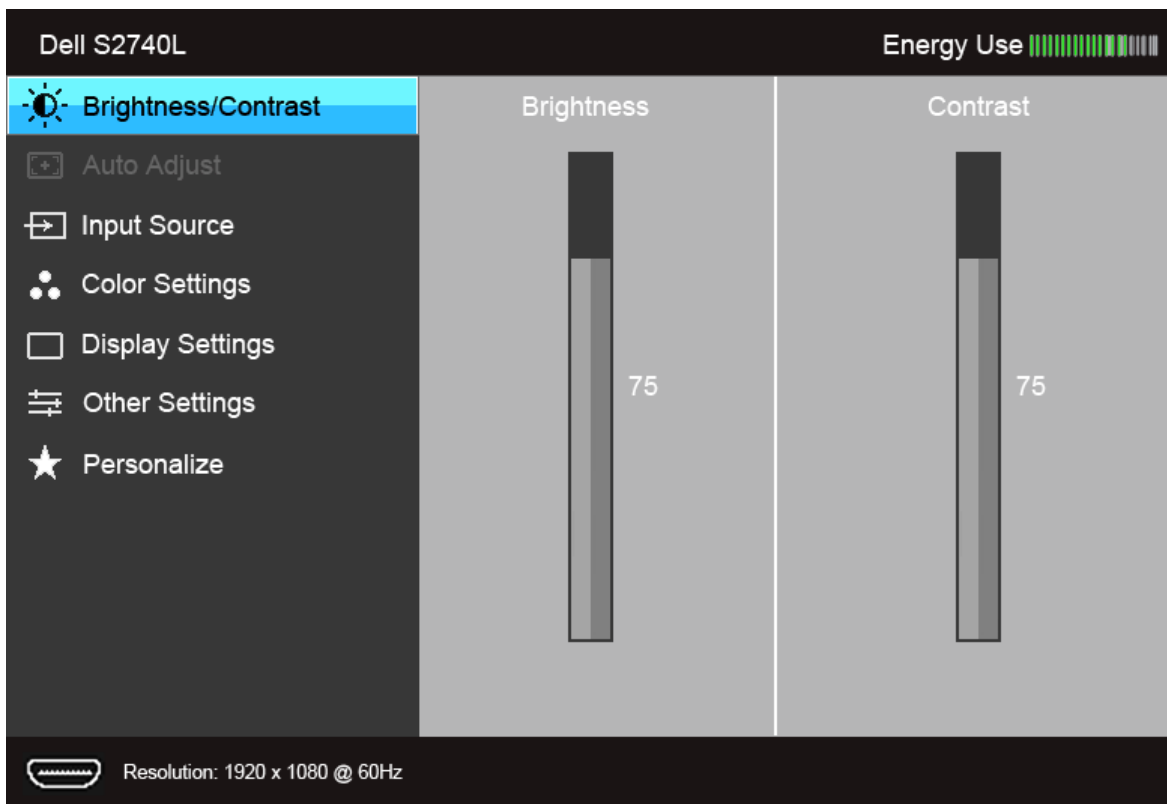 Dell S2740L
Energy Use
Brightness/Contrast
Brightness
Contrast
Auto Adjust
Input Source
Color Settings
Display Settings
75
75
Other Settings
Personalize
Resolution: 1920 x 1080 @ 60Hz